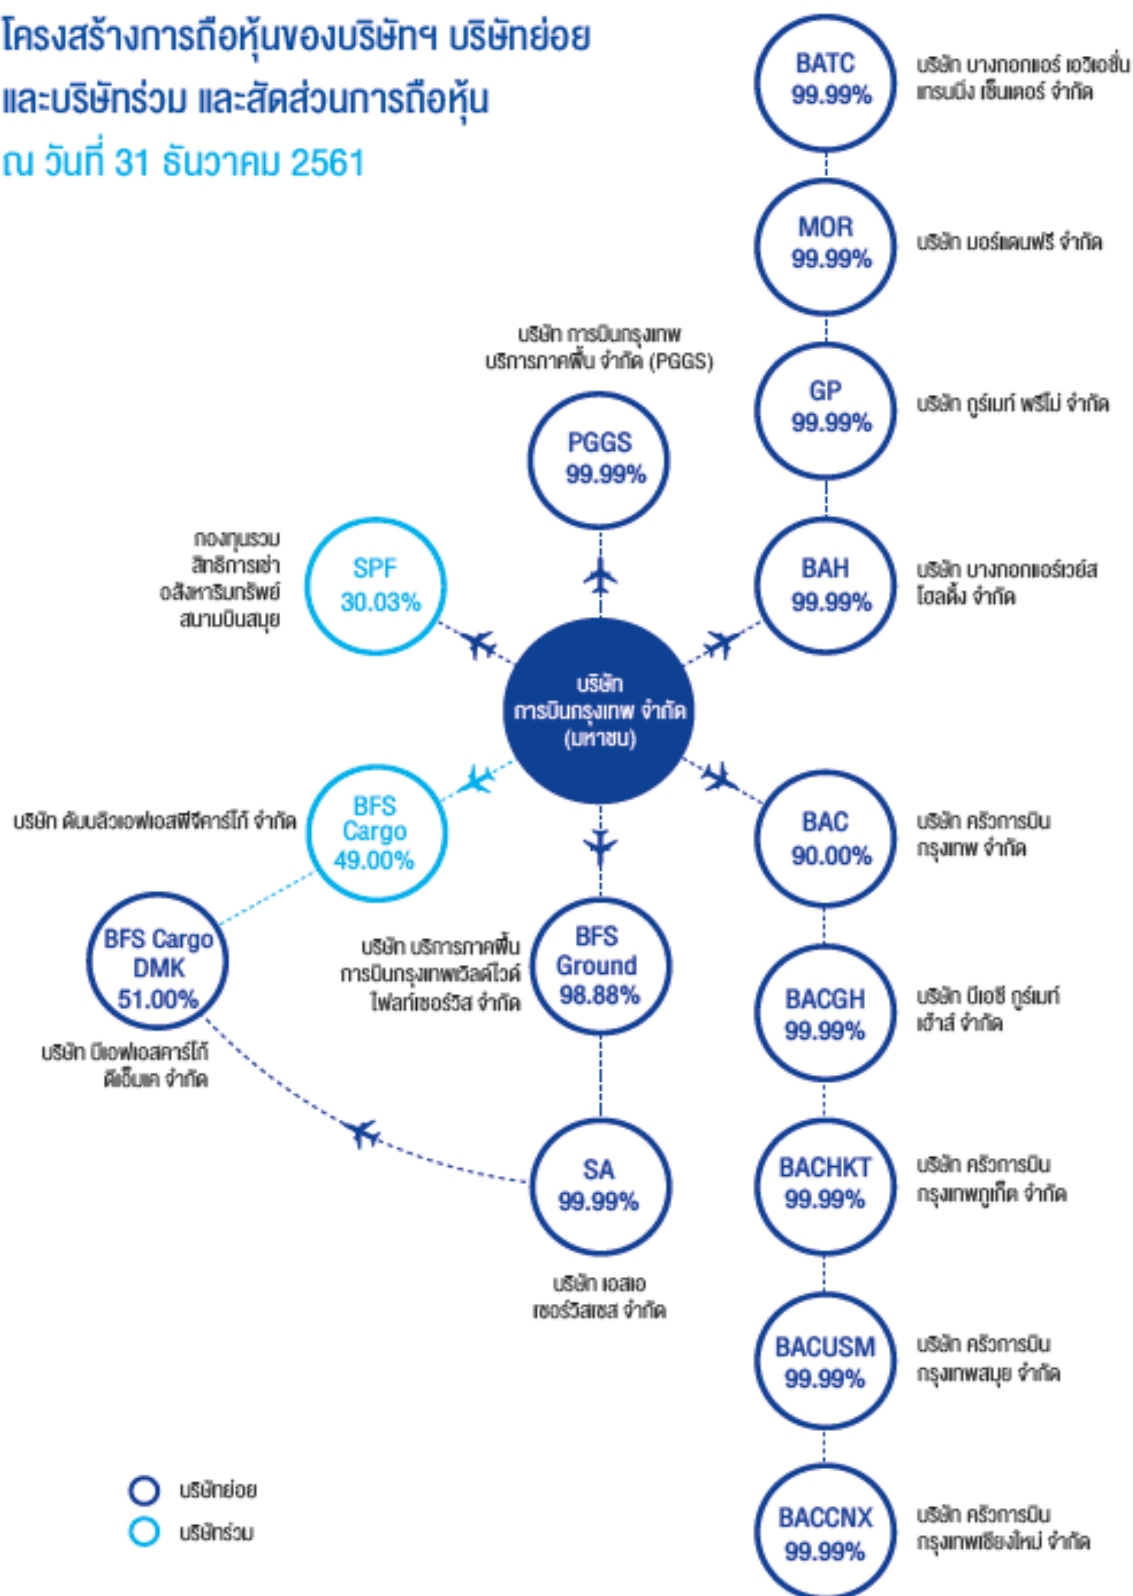 โครงสร้างการถือหุ้นของบริษัทฯ บริษัทย่อย
และบริษัทร่วม และสัดส่วนการถือหุ้น
ณ วันที่ 31 ธันวาคม 2561
BATC
99.99%
บริษัท บางกอกแอร์ เอวิเอชั่น
เทรนนิ่ง เซ็นเตอร์ จำกัด
MOR
99.99%
บริษัท มอร์แดนฟรี จำกัด
GP
99.99%
บริษัท กูร์เมท์ พรีโม่ จำกัด
บริษัท การบินกรุงเทพ
บริการภาคพื้น จำกัด (PGGS)
PGGS
99.99%
กองทุนรวม
สิทธิการเช่า
อสังหาริมทรัพย์
สนามบินสมุย
SPF
30.03%
BAH
99.99%
บริษัท บางกอกแอร์เวย์ส
โฮลดิ้ง จำกัด
บริษัท
การบินกรุงเทพ จำกัด
(มหาชน)
บริษัท ดับบลิวเอฟเอสพีจีคาร์โก้ จำกัด
BFS
Cargo
49.00%
BAC
90.00%
บริษัท ครัวการบิน
กรุงเทพ จำกัด
BFS Cargo
DMK
51.00%
บริษัท บีเอฟเอสคาร์โก้
ดีเอ็มเค จำกัด
บริษัท บริการภาคพื้น
การบินกรุงเทพเวิลด์ไวด์
ไฟลท์เซอร์วิส จำกัด
BFS
Ground
98.88%
BACGH
99.99%
บริษัท บีเอซี กูร์เมท์
เฮ้าส์ จำกัด
SA
99.99%
บริษัท เอสเอ
เซอร์วิสเซส จำกัด
BACHKT
99.99%
บริษัท ครัวการบิน
กรุงเทพภูเก็ต จำกัด
BACUSM
99.99%
บริษัท ครัวการบิน
กรุงเทพสมุย จำกัด
BACCNX
99.99%
บริษัท ครัวการบิน
กรุงเทพเชียงใหม่ จำกัด
บริษัทย่อย
บริษัทร่วม